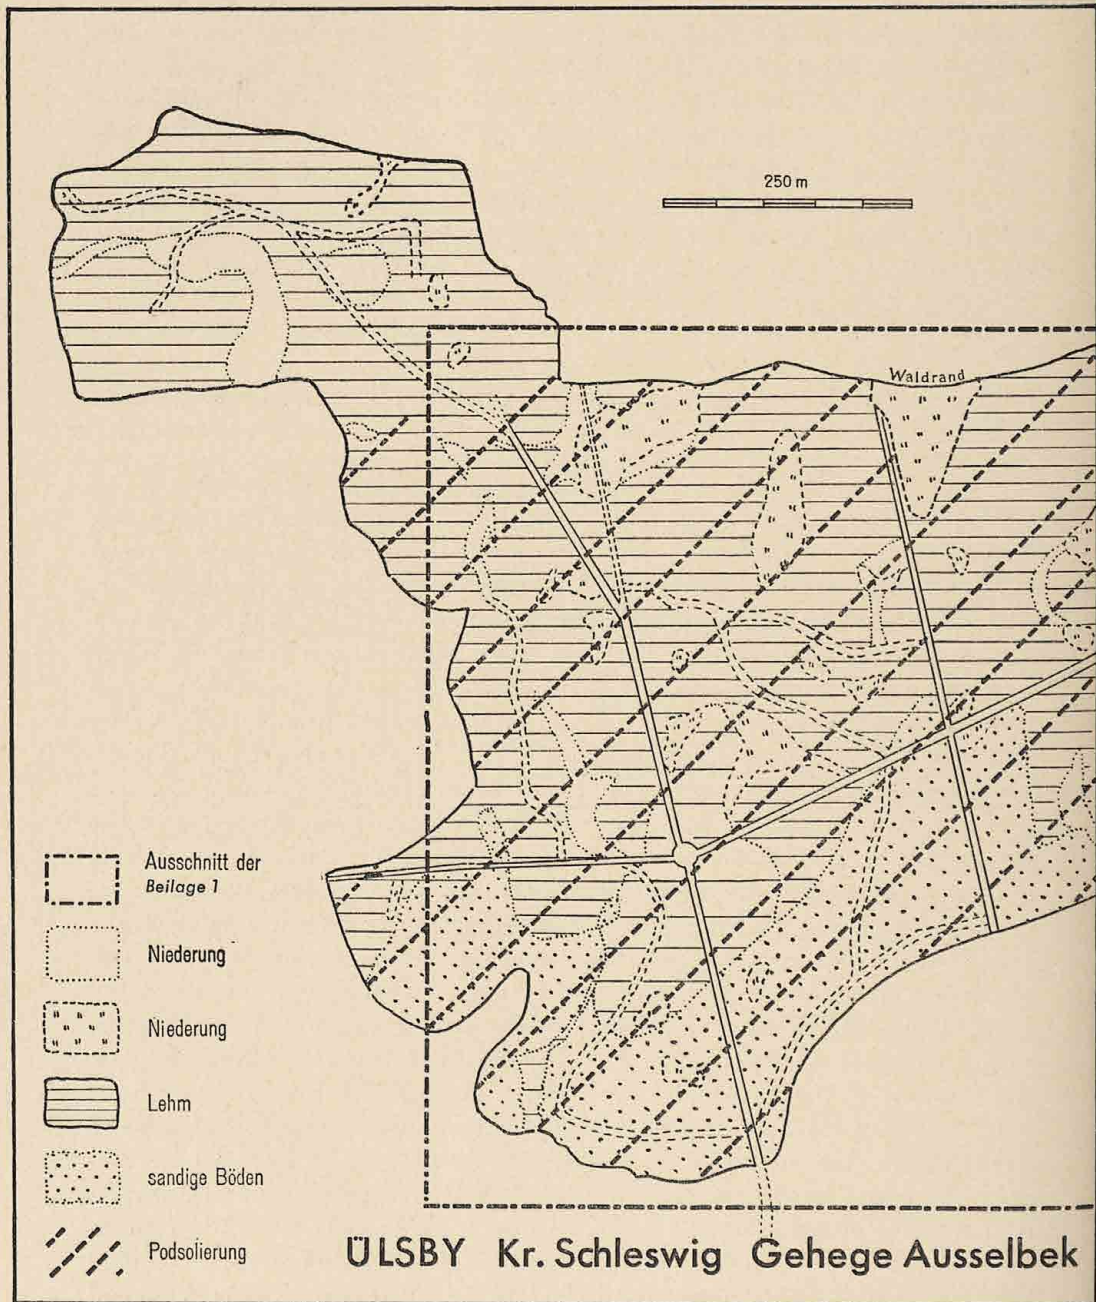 250 m
Waldrand
Ausschnitt der
Beilage 1
Niederung
Niederung
Lehm
sandige Böden
Podsolierung
ÜLSBY Kr. Schleswig Gehege Ausselbek